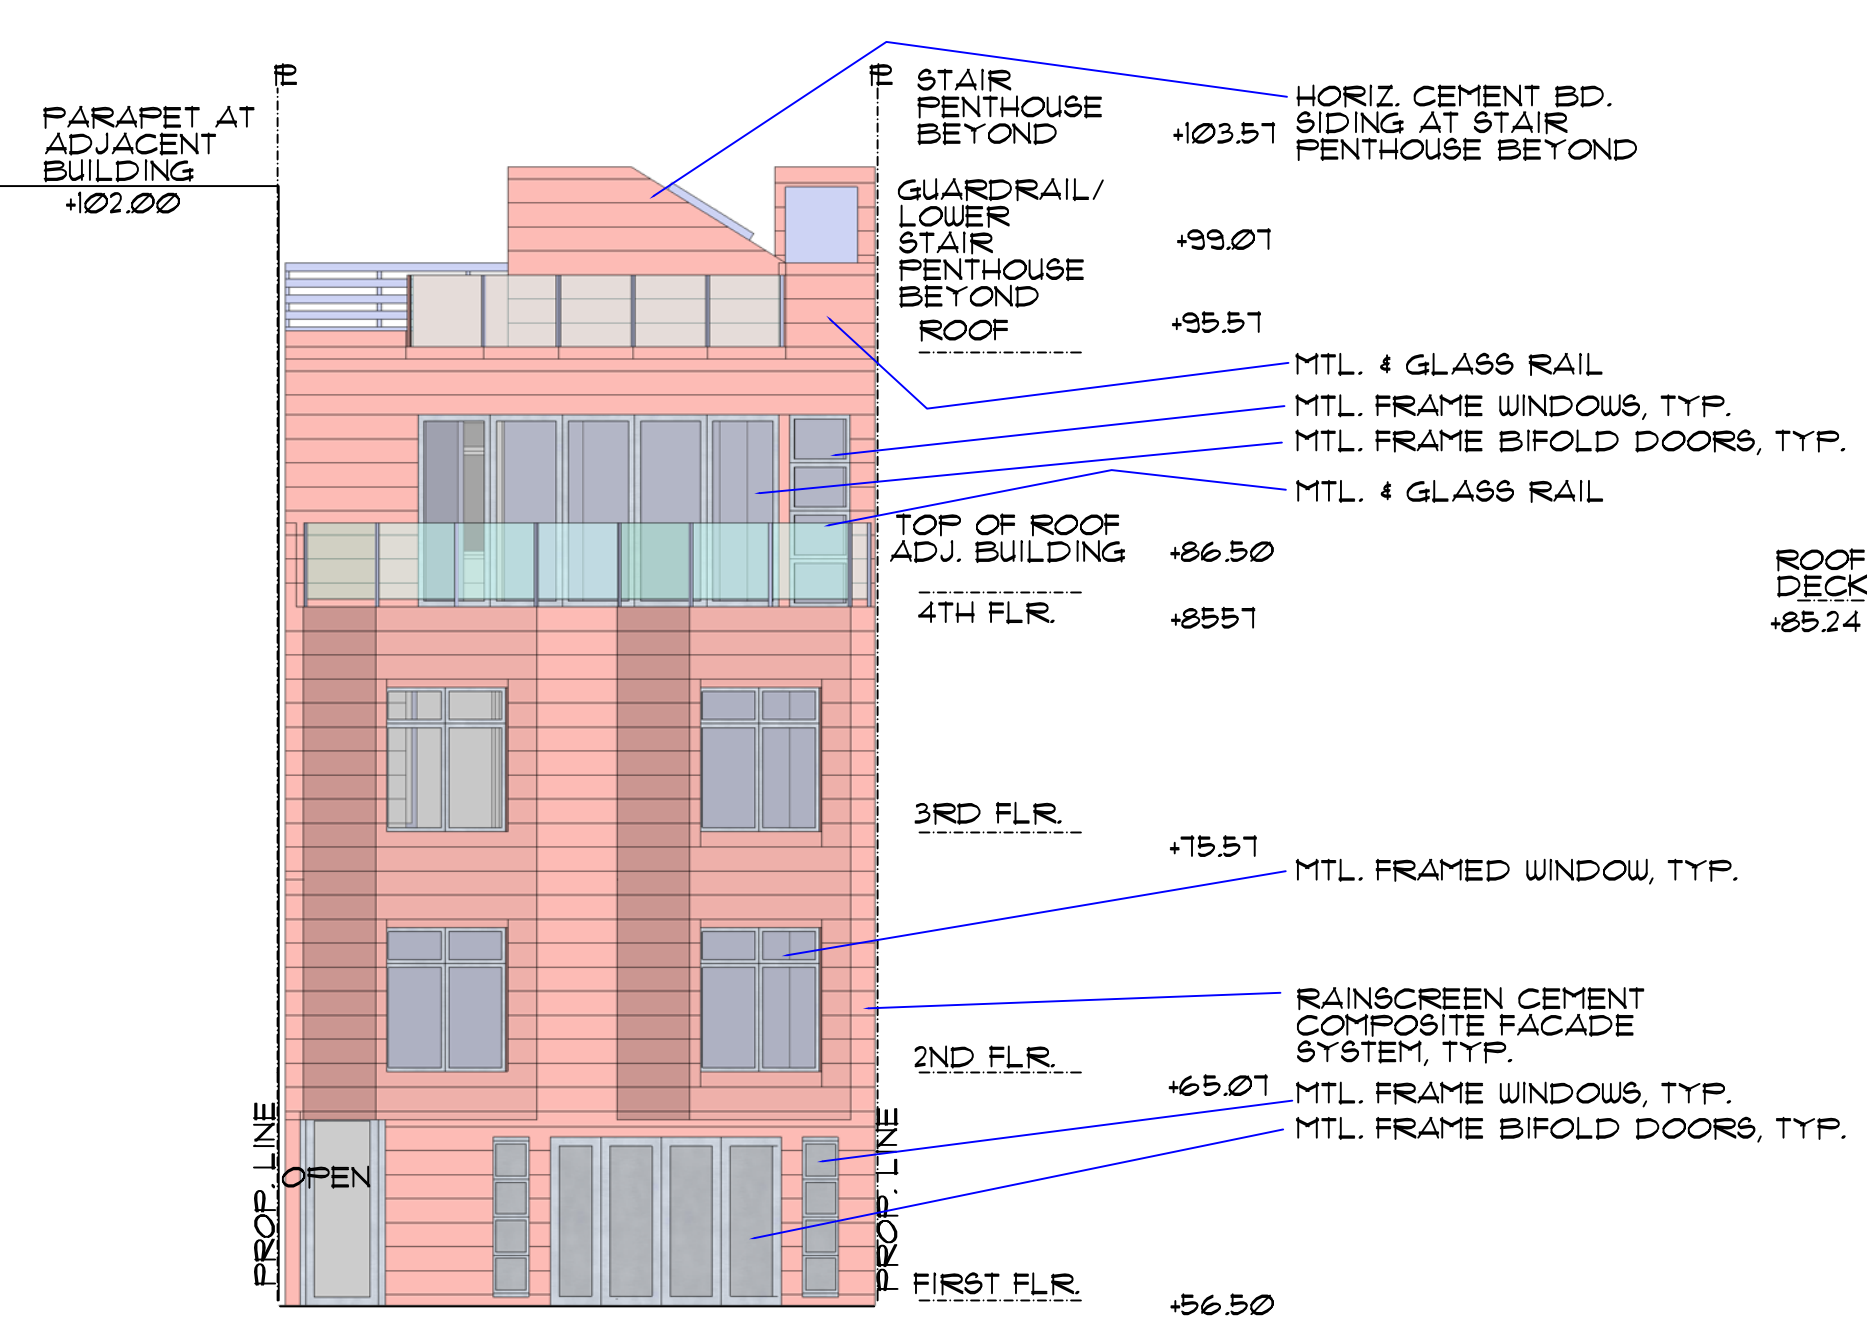 PL
PL
PARAPET AT
ADJACENT
BUILDING
+102.00
STAIR
PENTHOUSE
BEYOND
+103.57
HORIZ. CEMENT BD.
SIDING AT STAIR
PENTHOUSE BEYOND
GUARDRAIL/
LOWER
STAIR
PENTHOUSE
BEYOND
+99.07
ROOF
+95.57
MTL. & GLASS RAIL
MTL. FRAME WINDOWS, TYP.
MTL. FRAME BIFOLD DOORS, TYP.
MTL. & GLASS RAIL
TOP OF ROOF
ADJ. BUILDING
+86.50
ROOF
DECK
+85.24
4TH FLR.
+8557
3RD FLR.
+75.57
MTL. FRAMED WINDOW, TYP.
RAINSCREEN CEMENT
COMPOSITE FACADE
SYSTEM, TYP.
2ND FLR.
+65.07
MTL. FRAME WINDOWS, TYP.
MTL. FRAME BIFOLD DOORS, TYP.
PROP. LINE
OPEN
PROP. LINE
FIRST FLR.
+56.50